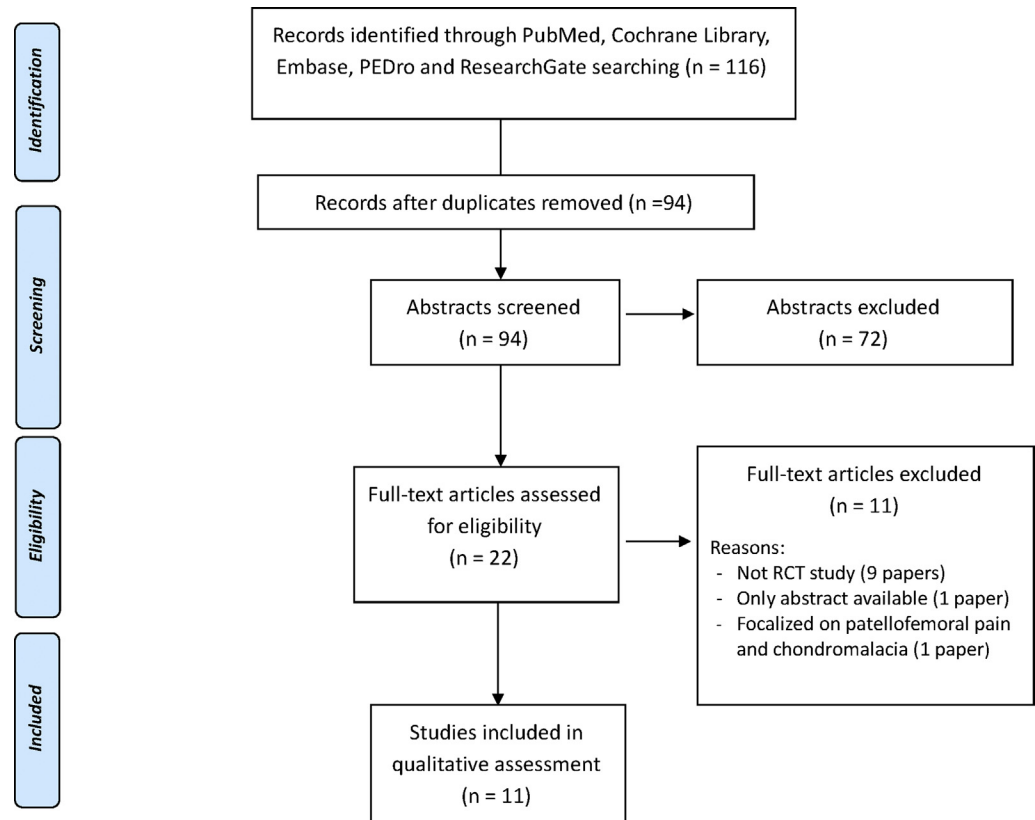 Identification
Records identified through PubMed, Cochrane Library,
Embase, PEDro and ResearchGate searching (n = 116)
Records after duplicates removed (n =94)
Screening
Abstracts screened
(n = 94)
Abstracts excluded
(n = 72)
Eligibility
Full-text articles assessed
for eligibility
(n = 22)
Full-text articles excluded
(n = 11)
Reasons:
- Not RCT study (9 papers)
- Only abstract available (1 paper)
- Focalized on patellofemoral pain
and chondromalacia (1 paper)
Included
Studies included in
qualitative assessment
(n = 11)